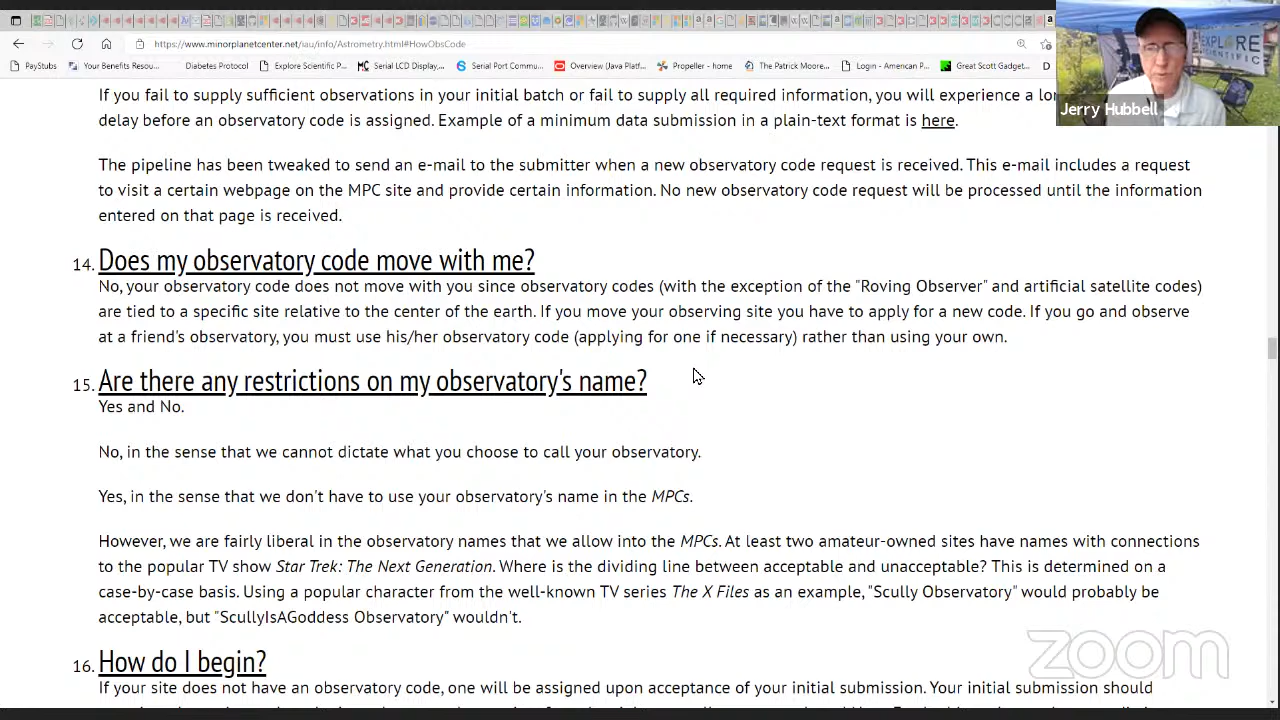 https://www.minorplanetcenter.net/iau/info/Astrometry.html#HowObsCode
PayStubs
Your Benefits Resou...
Diabetes Protocol
Explore Scientific P...
Serial LCD Display,...
Serial Port Commu...
Overview (Java Platf...
Propeller - home
The Patrick Moore...
Login - American P...
Great Scott Gadget...
D
EXPLORE
SCIENTIFIC
Jerry Hubbell
If you fail to supply sufficient observations in your initial batch or fail to supply all required information, you will experience a
delay before an observatory code is assigned. Example of a minimum data submission in a plain-text format is here.
The pipeline has been tweaked to send an e-mail to the submitter when a new observatory code request is received. This e-mail includes a request
to visit a certain webpage on the MPC site and provide certain information. No new observatory code request will be processed until the information
entered on that page is received.
14. Does my observatory code move with me?
No, your observatory code does not move with you since observatory codes (with the exception of the "Roving Observer" and artificial satellite codes)
are tied to a specific site relative to the center of the earth. If you move your observing site you have to apply for a new code. If you go and observe
at a friend's observatory, you must use his/her observatory code (applying for one if necessary) rather than using your own.
15. Are there any restrictions on my observatory's name?
Yes and No.
No, in the sense that we cannot dictate what you choose to call your observatory.
Yes, in the sense that we don't have to use your observatory's name in the MPCs.
However, we are fairly liberal in the observatory names that we allow into the MPCs. At least two amateur-owned sites have names with connections
to the popular TV show Star Trek: The Next Generation. Where is the dividing line between acceptable and unacceptable? This is determined on a
case-by-case basis. Using a popular character from the well-known TV series The X Files as an example, "Scully Observatory" would probably be
acceptable, but "ScullyIsAGoddess Observatory" wouldn't.
zoom
16. How do I begin?
If your site does not have an observatory code, one will be assigned upon acceptance of your initial submission. Your initial submission should